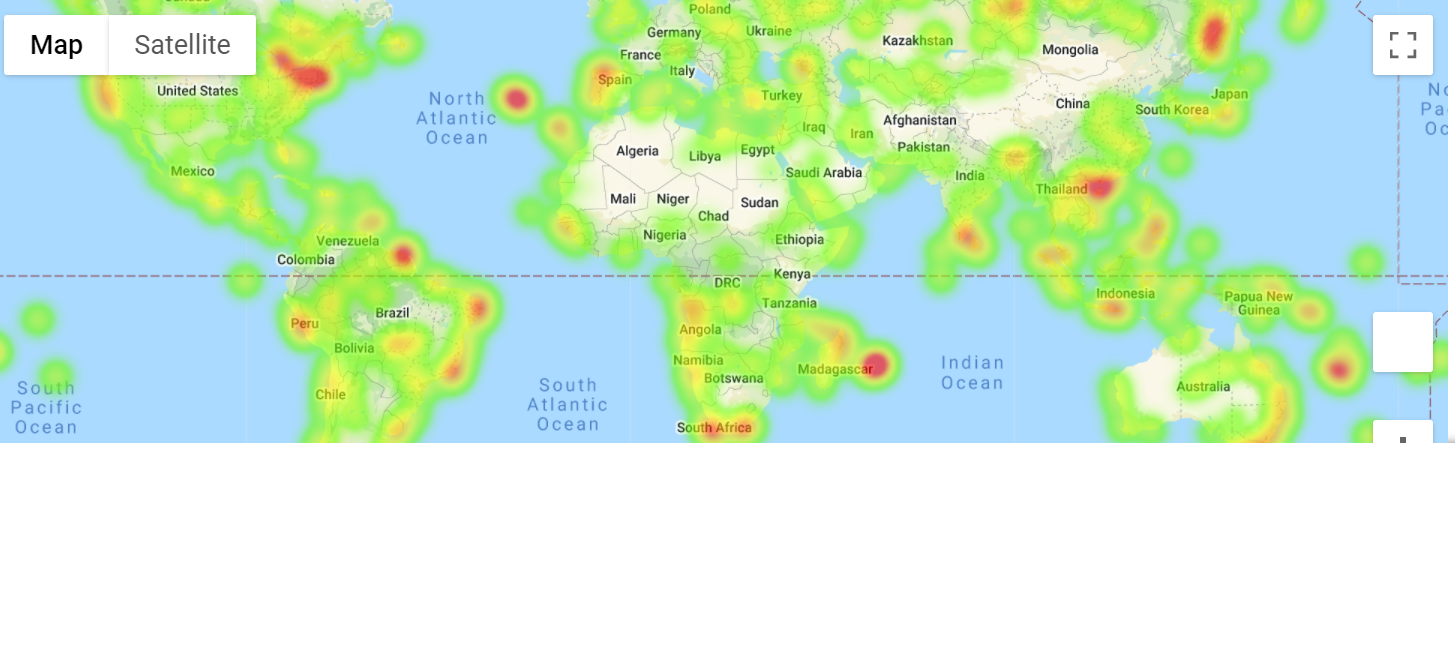 Canada
Poland
Map
Satellite
Germany
Ukraine
Kazakhstan
Mongolia
France
Italy
Spain
United States
Turkey
China
South Korea
Japan
North
Atlantic
Ocean
Iraq
Iran
Afghanistan
Pakistan
Algeria
Libya
Egypt
Saudi Arabia
India
Mexico
Thailand
Mali
Niger
Sudan
Chad
Nigeria
Ethiopia
Venezuela
Colombia
DRC
Kenya
Indonesia
Papua New
Guinea
Tanzania
Brazil
Peru
Angola
Bolivia
Namibia
Madagascar
Botswana
Indian
Ocean
Australia
South
Pacific
Ocean
South
Atlantic
Ocean
Chile
South Africa